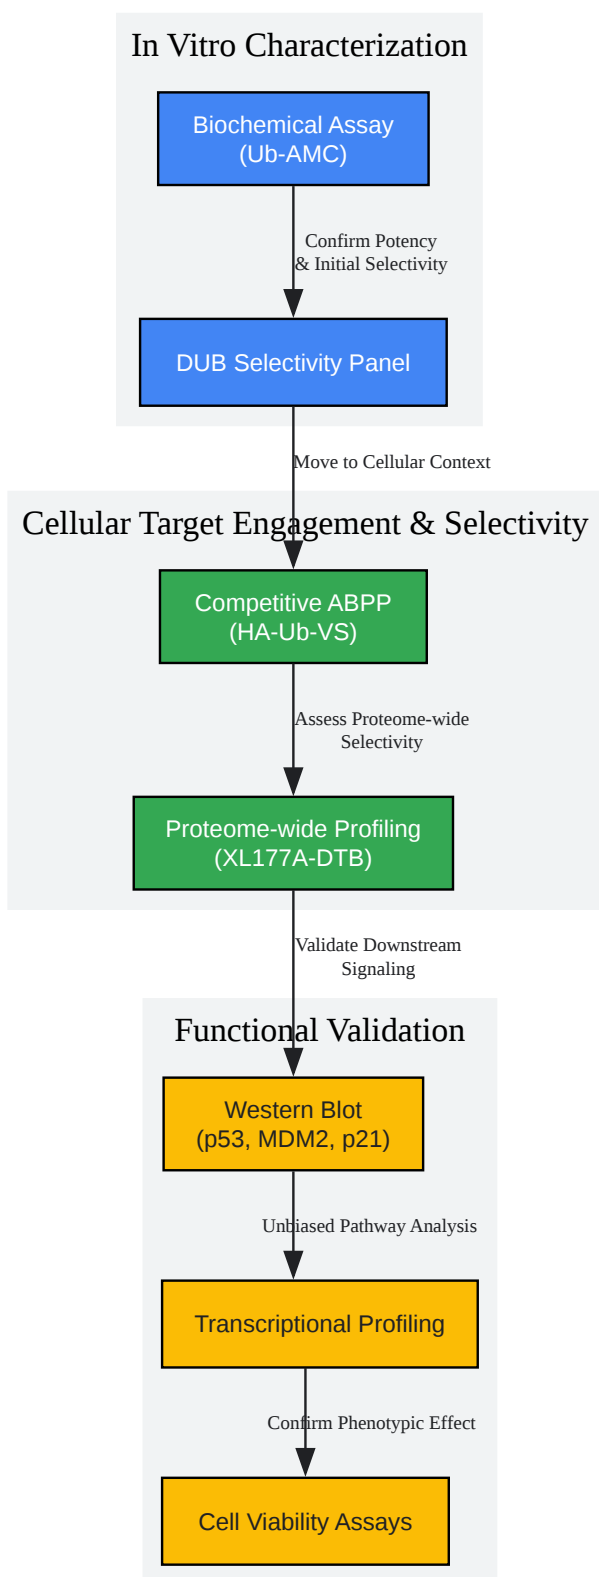 In Vitro Characterization
Biochemical Assay
(Ub-AMC)
Confirm Potency
& Initial Selectivity
DUB Selectivity Panel
Move to Cellular Context
Cellular Target Engagement & Selectivity
Competitive ABPP
(HA-Ub-VS)
Assess Proteome-wide
Selectivity
Proteome-wide Profiling
(XL177A-DTB)
Validate Downstream
Signaling
Functional Validation
Western Blot
(p53, MDM2, p21)
Unbiased Pathway Analysis
Transcriptional Profiling
Confirm Phenotypic Effect
Cell Viability Assays